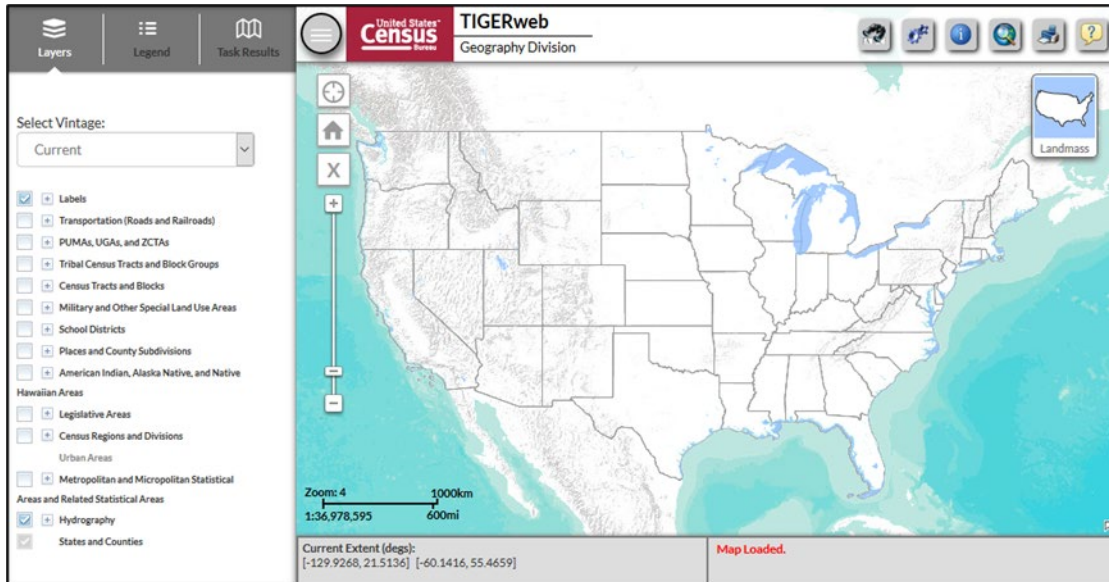 Layers
Legend
Task Results
Select Vintage:
Current
Labels
Transportation (Roads and Railroads)
PUMAs, UGAs, and ZCTAs
Tribal Census Tracts and Block Groups
Census Tracts and Blocks
Military and Other Special Land Use Areas
School Districts
Places and County Subdivisions
American Indian, Alaska Native, and Native
Hawaiian Areas
Legislative Areas
Census Regions and Divisions
Urban Areas
Metropolitan and Micropolitan Statistical
Areas and Related Statistical Areas
Hydrography
States and Counties
United States™
Census
Bureau
TIGERweb
Geography Division
X
Landmass
Zoom: 4
1000km
1:36,978,595
600mi
Current Extent (degs):
[-129.9268, 21.5136] [-60.1416, 55.4659]
Map Loaded.